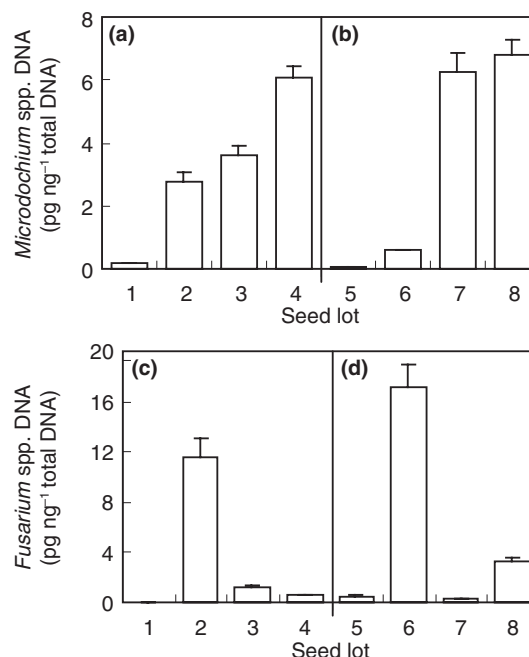 (a) (b)
Microdochium spp. DNA
(pg ng⁻¹ total DNA)
8
6
4
2
0
1 2 3 4 5 6 7 8
Seed lot
(c) (d)
Fusarium spp. DNA
(pg ng⁻¹ total DNA)
20
16
12
8
4
0
1 2 3 4 5 6 7 8
Seed lot